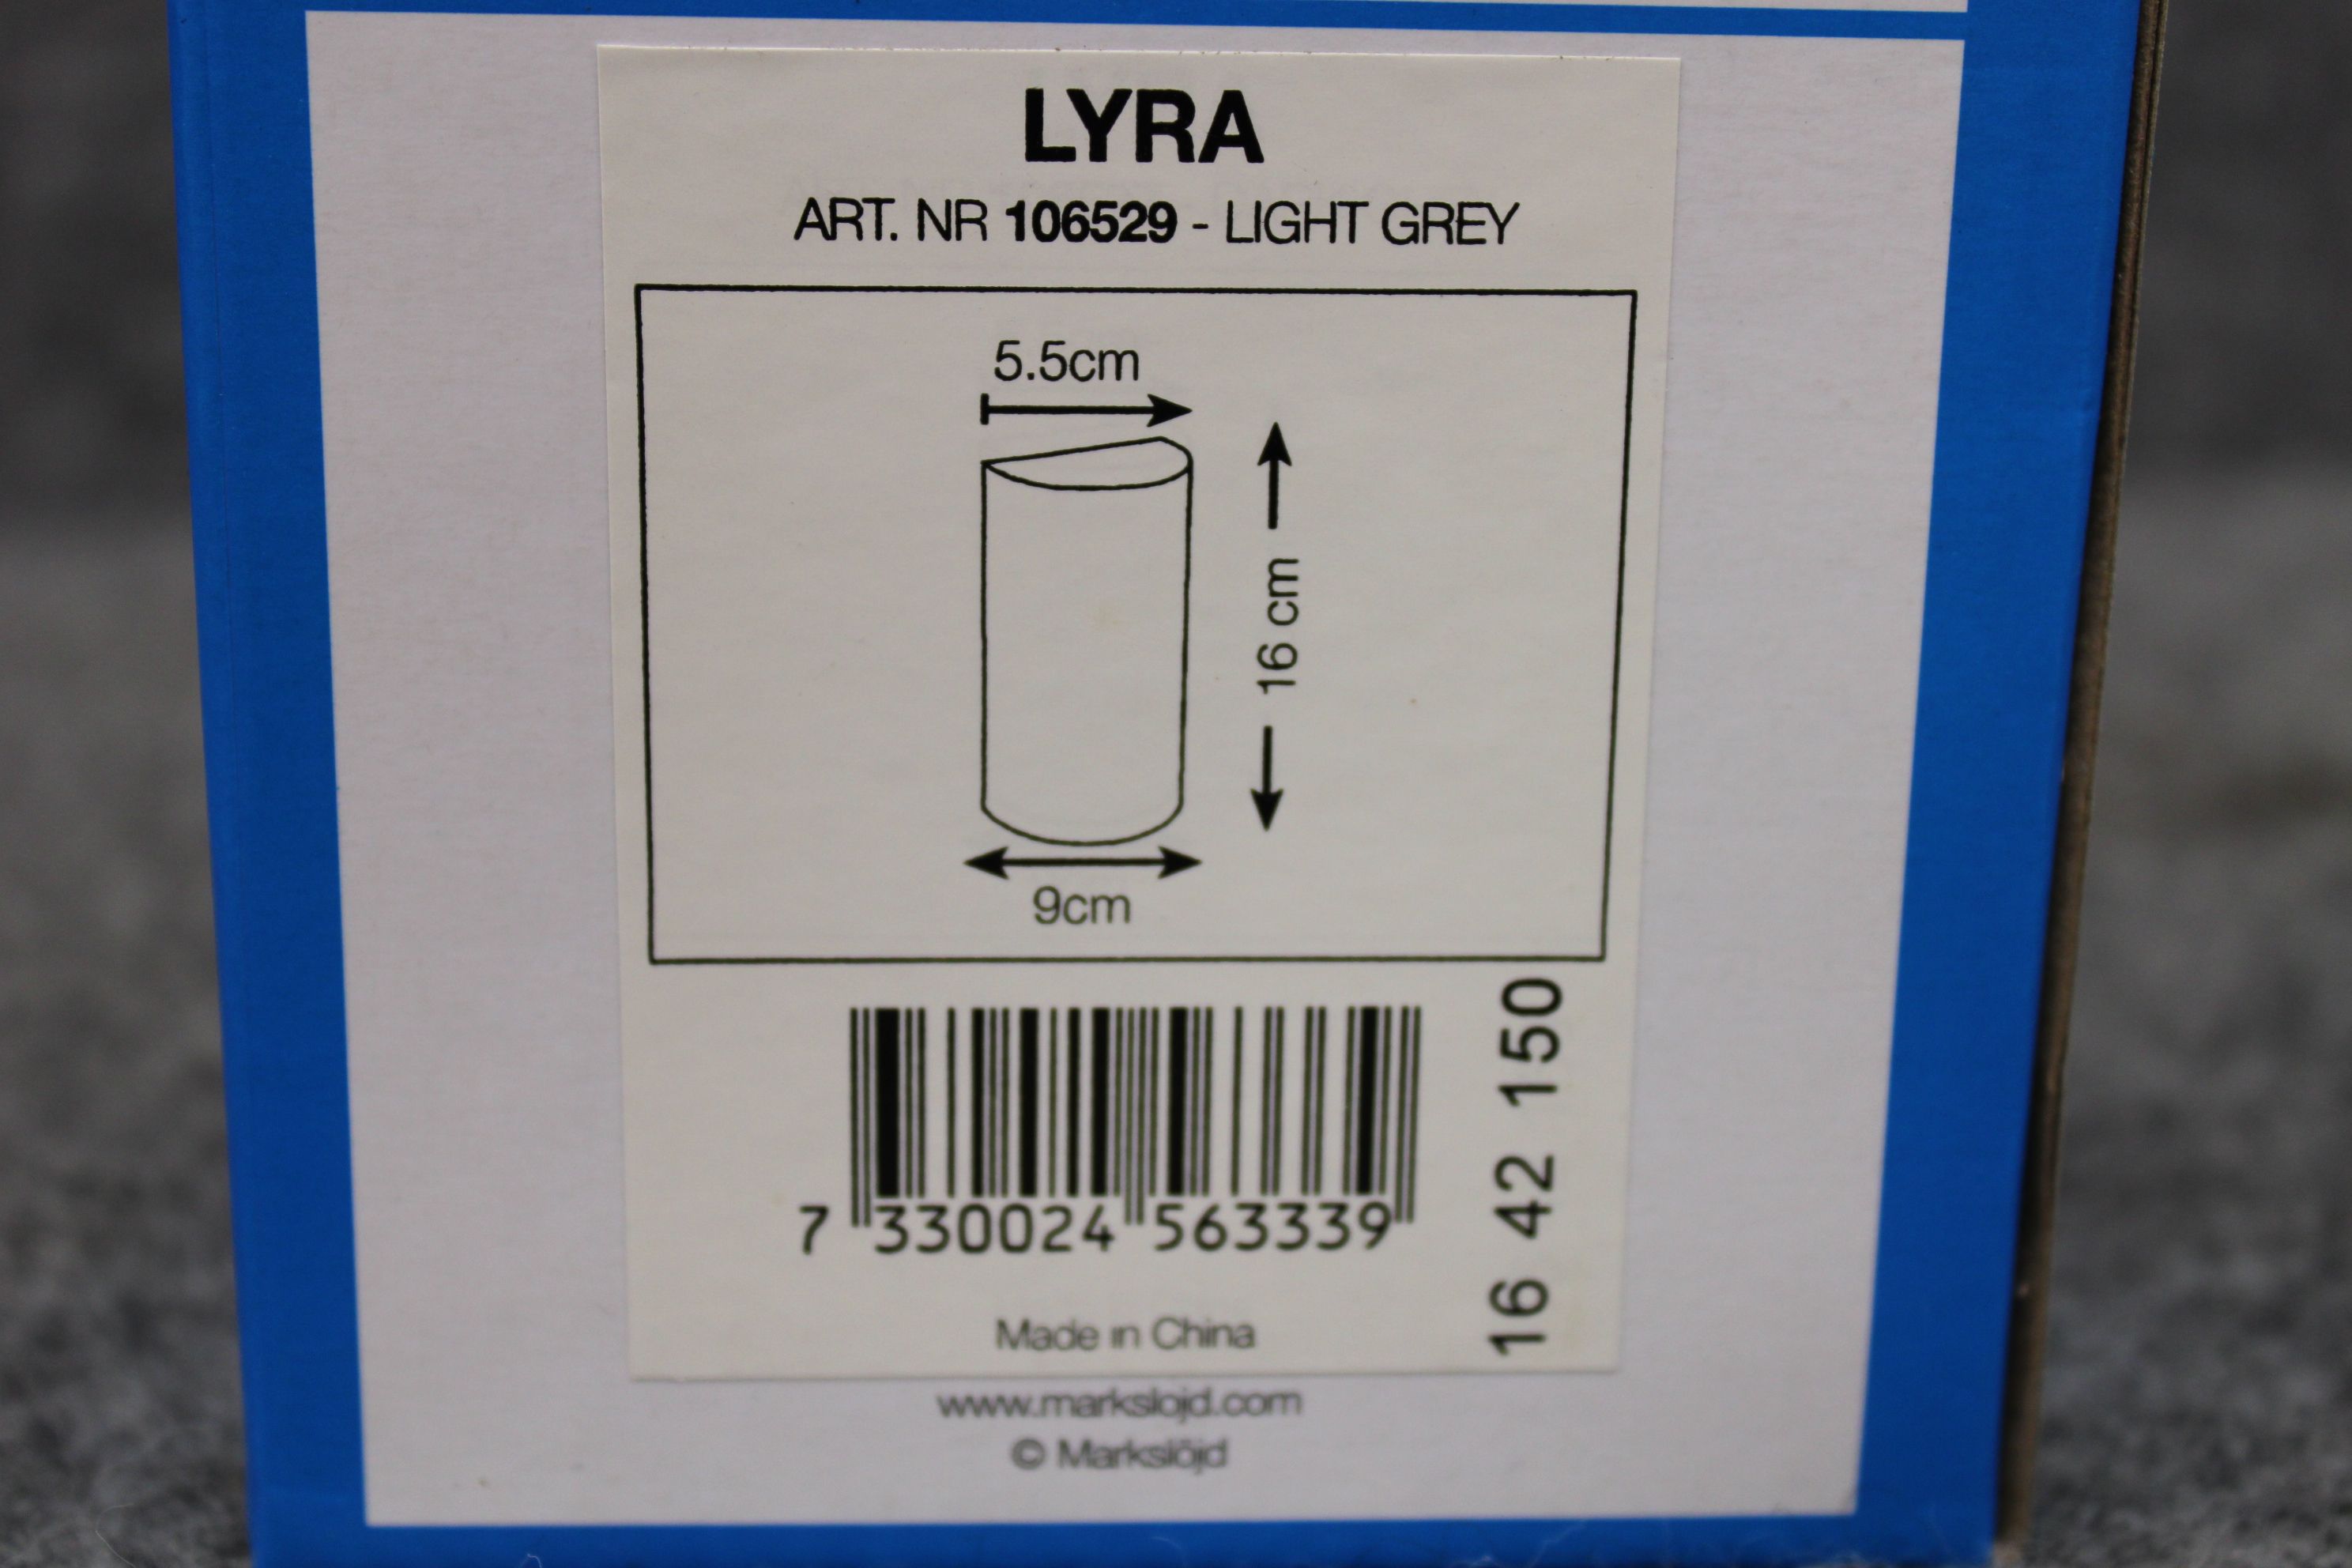 LYRA
ART. NR 106529 - LIGHT GREY
5.5cm
16 cm
9cm
7 330024 563339
16 42 150
Made in China
www.markslojd.com
© Markslöjd